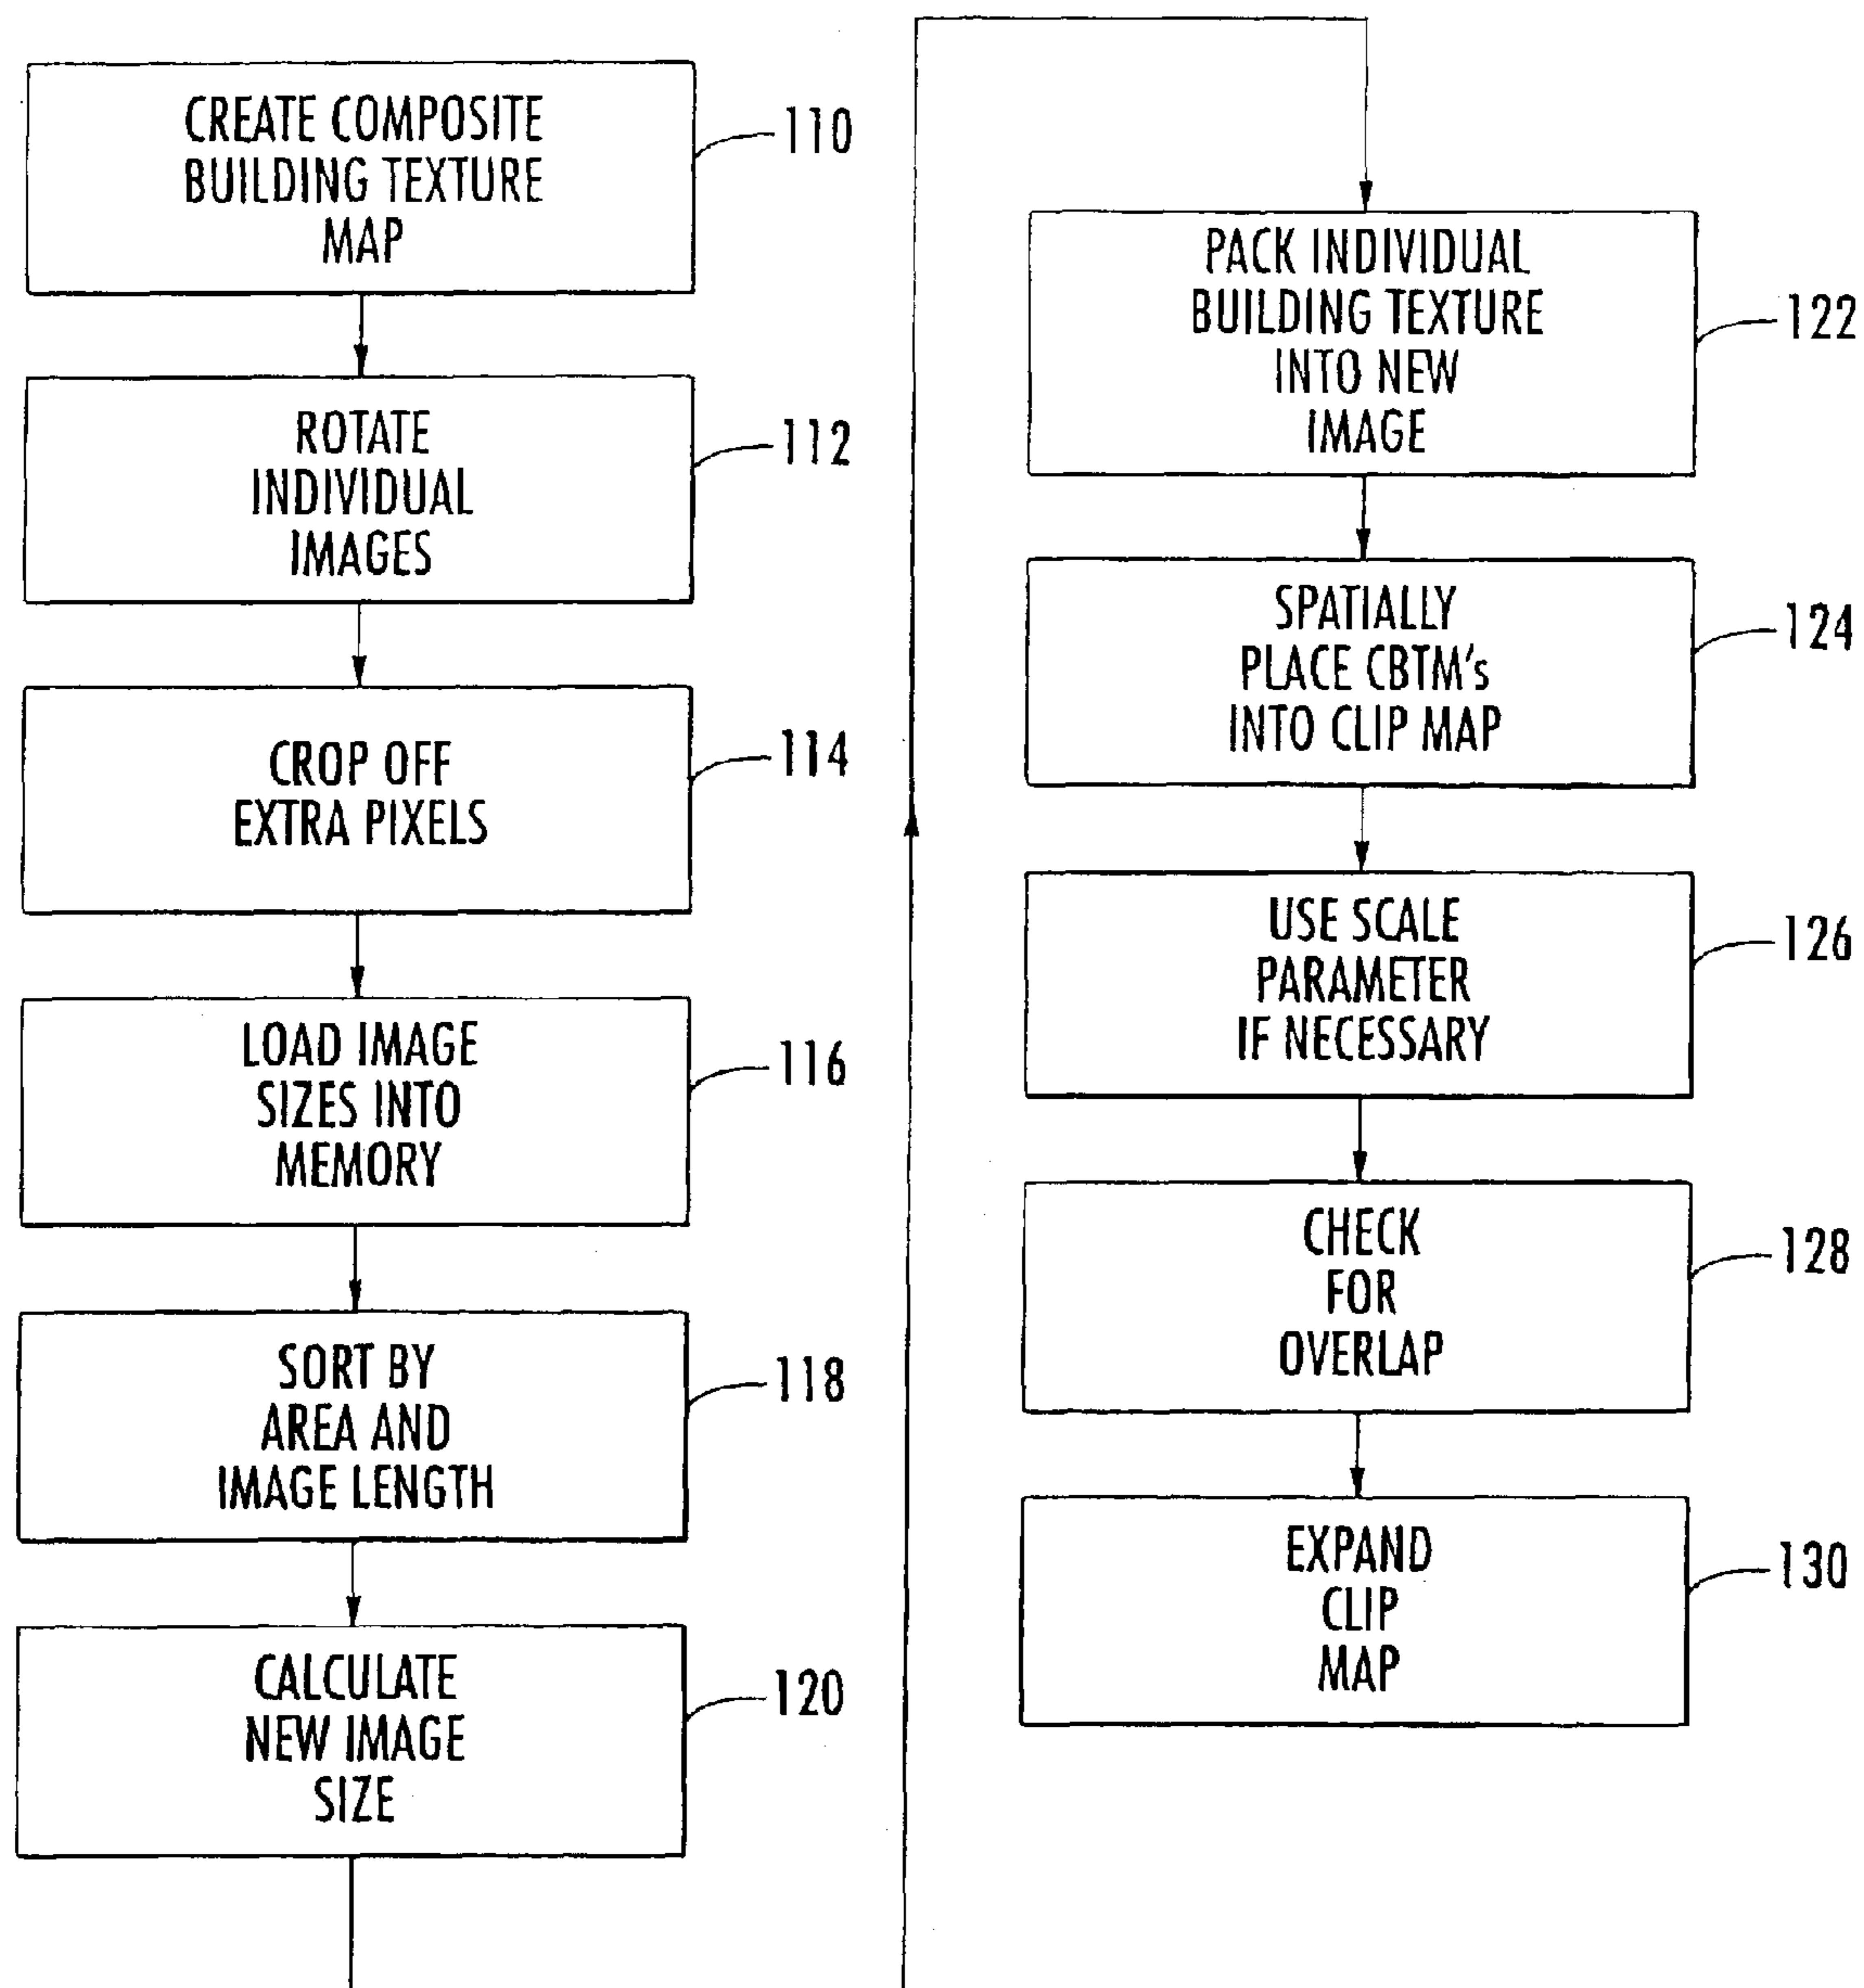 CREATE COMPOSITE
BUILDING TEXTURE
MAP
110
ROTATE
INDIVIDUAL
IMAGES
112
CROP OFF
EXTRA PIXELS
114
LOAD IMAGE
SIZES INTO
MEMORY
116
SORT BY
AREA AND
IMAGE LENGTH
118
CALCULATE
NEW IMAGE
SIZE
120
PACK INDIVIDUAL
BUILDING TEXTURE
INTO NEW
IMAGE
122
SPATIALLY
PLACE CBTM's
INTO CLIP MAP
124
USE SCALE
PARAMETER
IF NECESSARY
126
CHECK
FOR
OVERLAP
128
EXPAND
CLIP
MAP
130